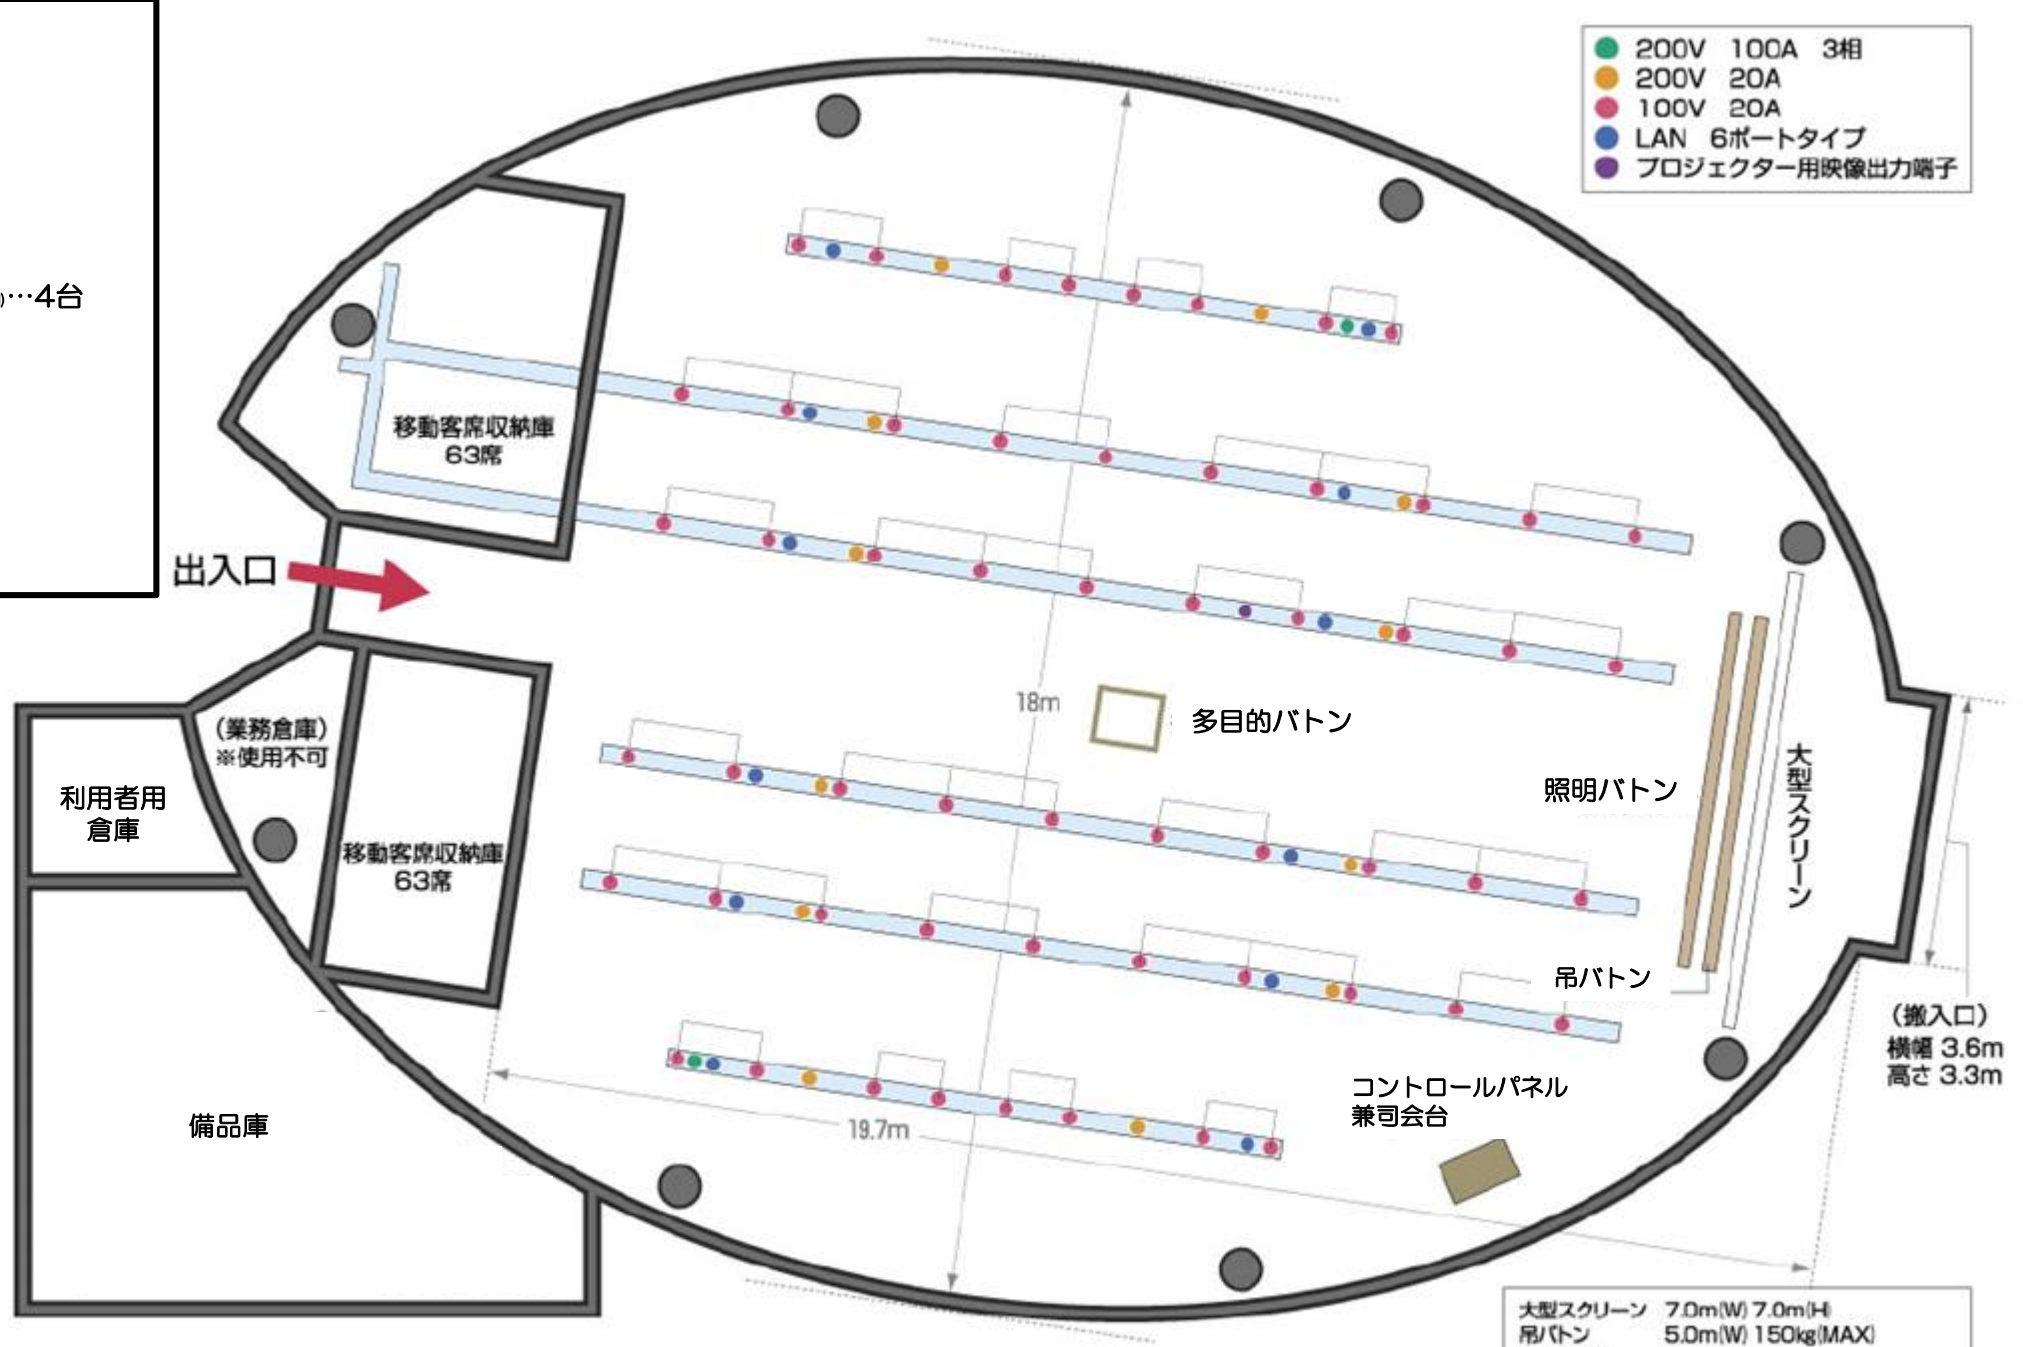 200V 100A 3相
200V 20A
100V 20A
LAN 6ポートタイプ
プロジェクター用映像出力端子
…4台
移動客席収納庫
63席
出入口
18m
多目的バトン
(業務倉庫)
※使用不可
利用者用
倉庫
移動客席収納庫
63席
照明バトン
大型スクリーン
吊バトン
(搬入口)
横幅 3.6m
高さ 3.3m
コントロールパネル
兼司会台
備品庫
19.7m
大型スクリーン 7.0m(W) 7.0m(H)
吊バトン 5.0m(W) 150kg(MAX)